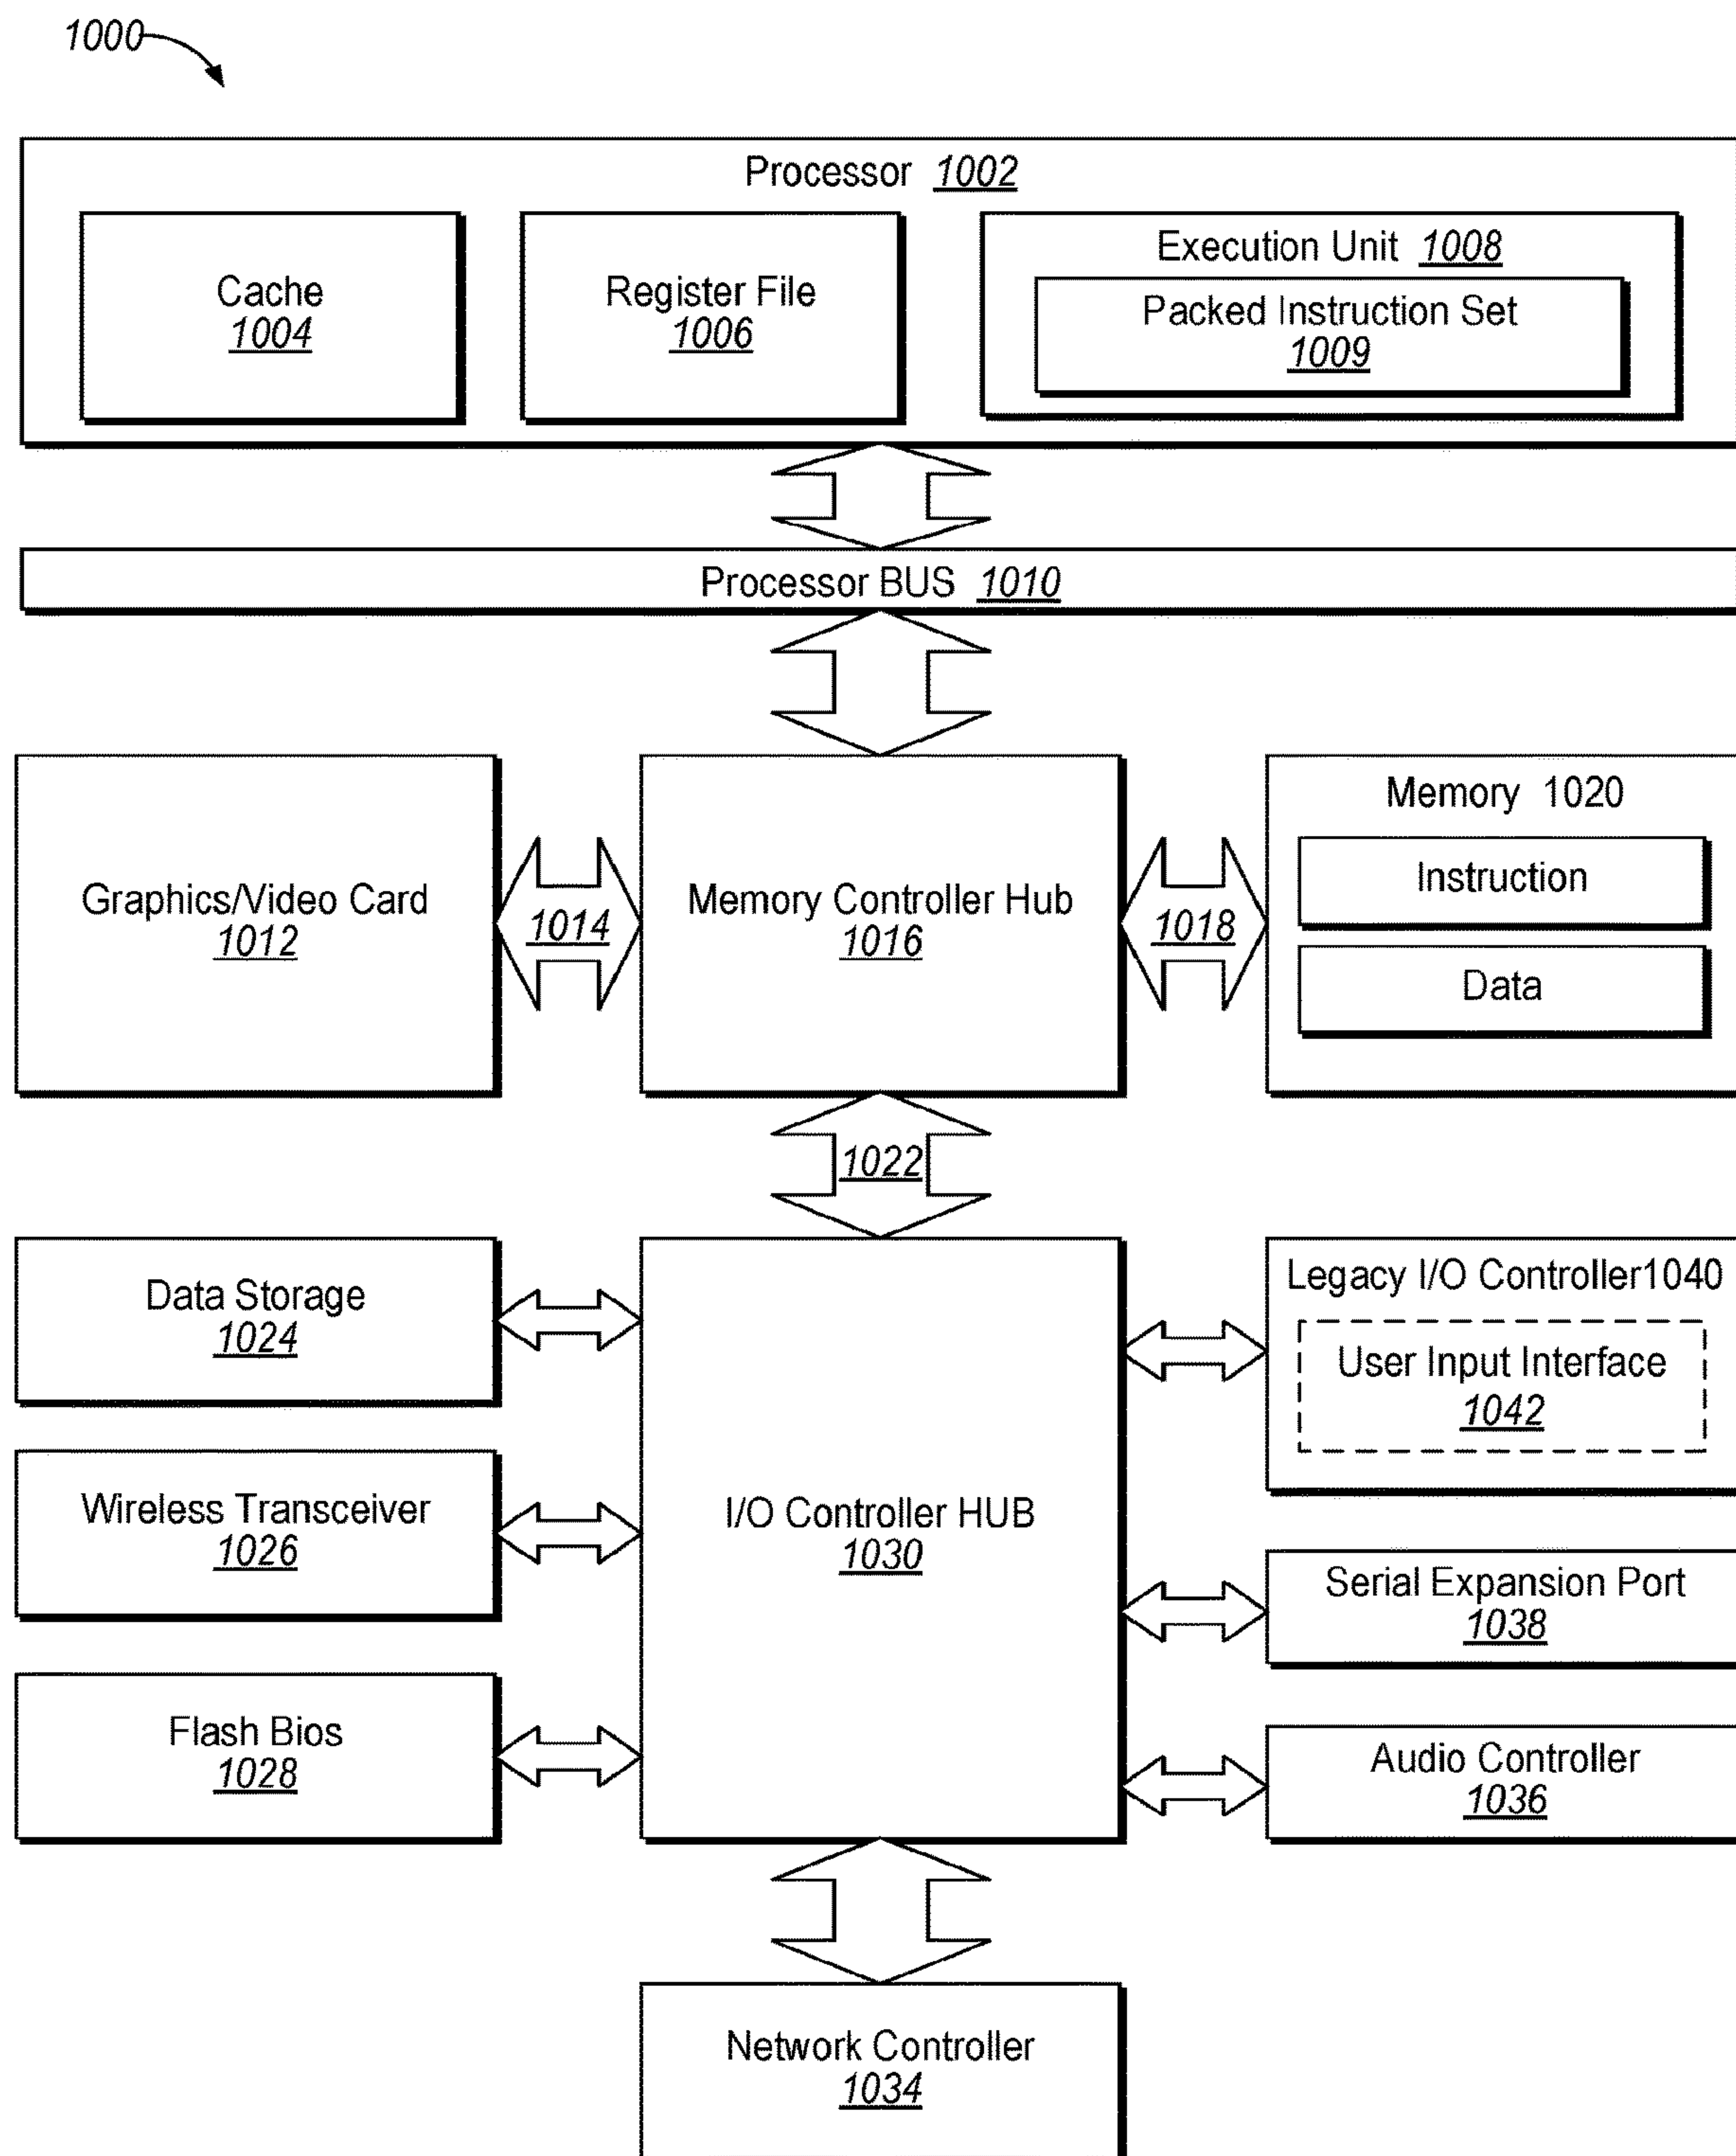 1000
Processor 1002
Cache
1004
Register File
1006
Execution Unit 1008
Packed Instruction Set
1009
Processor BUS 1010
Graphics/Video Card
1012
1014
Memory Controller Hub
1016
1018
Memory 1020
Instruction
Data
1022
Data Storage
1024
Wireless Transceiver
1026
Flash Bios
1028
I/O Controller HUB
1030
Legacy I/O Controller1040
User Input Interface
1042
Serial Expansion Port
1038
Audio Controller
1036
Network Controller
1034